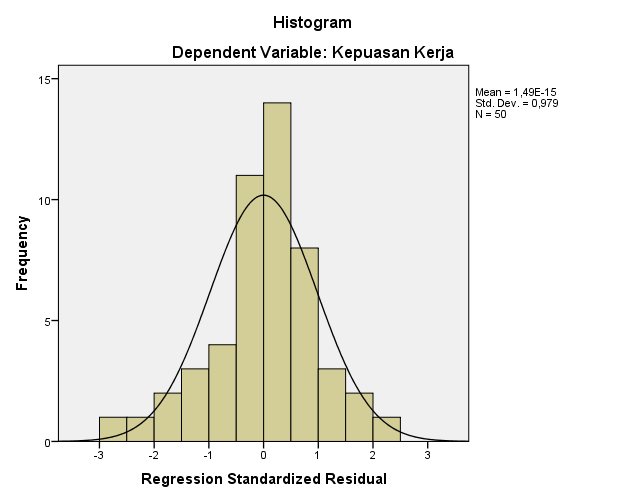 Histogram
Dependent Variable: Kepuasan Kerja
Mean = 1,49E-15
Std. Dev. = 0,979
N = 50
Frequency
15
10
5
0
-3 -2 -1 0 1 2 3
Regression Standardized Residual